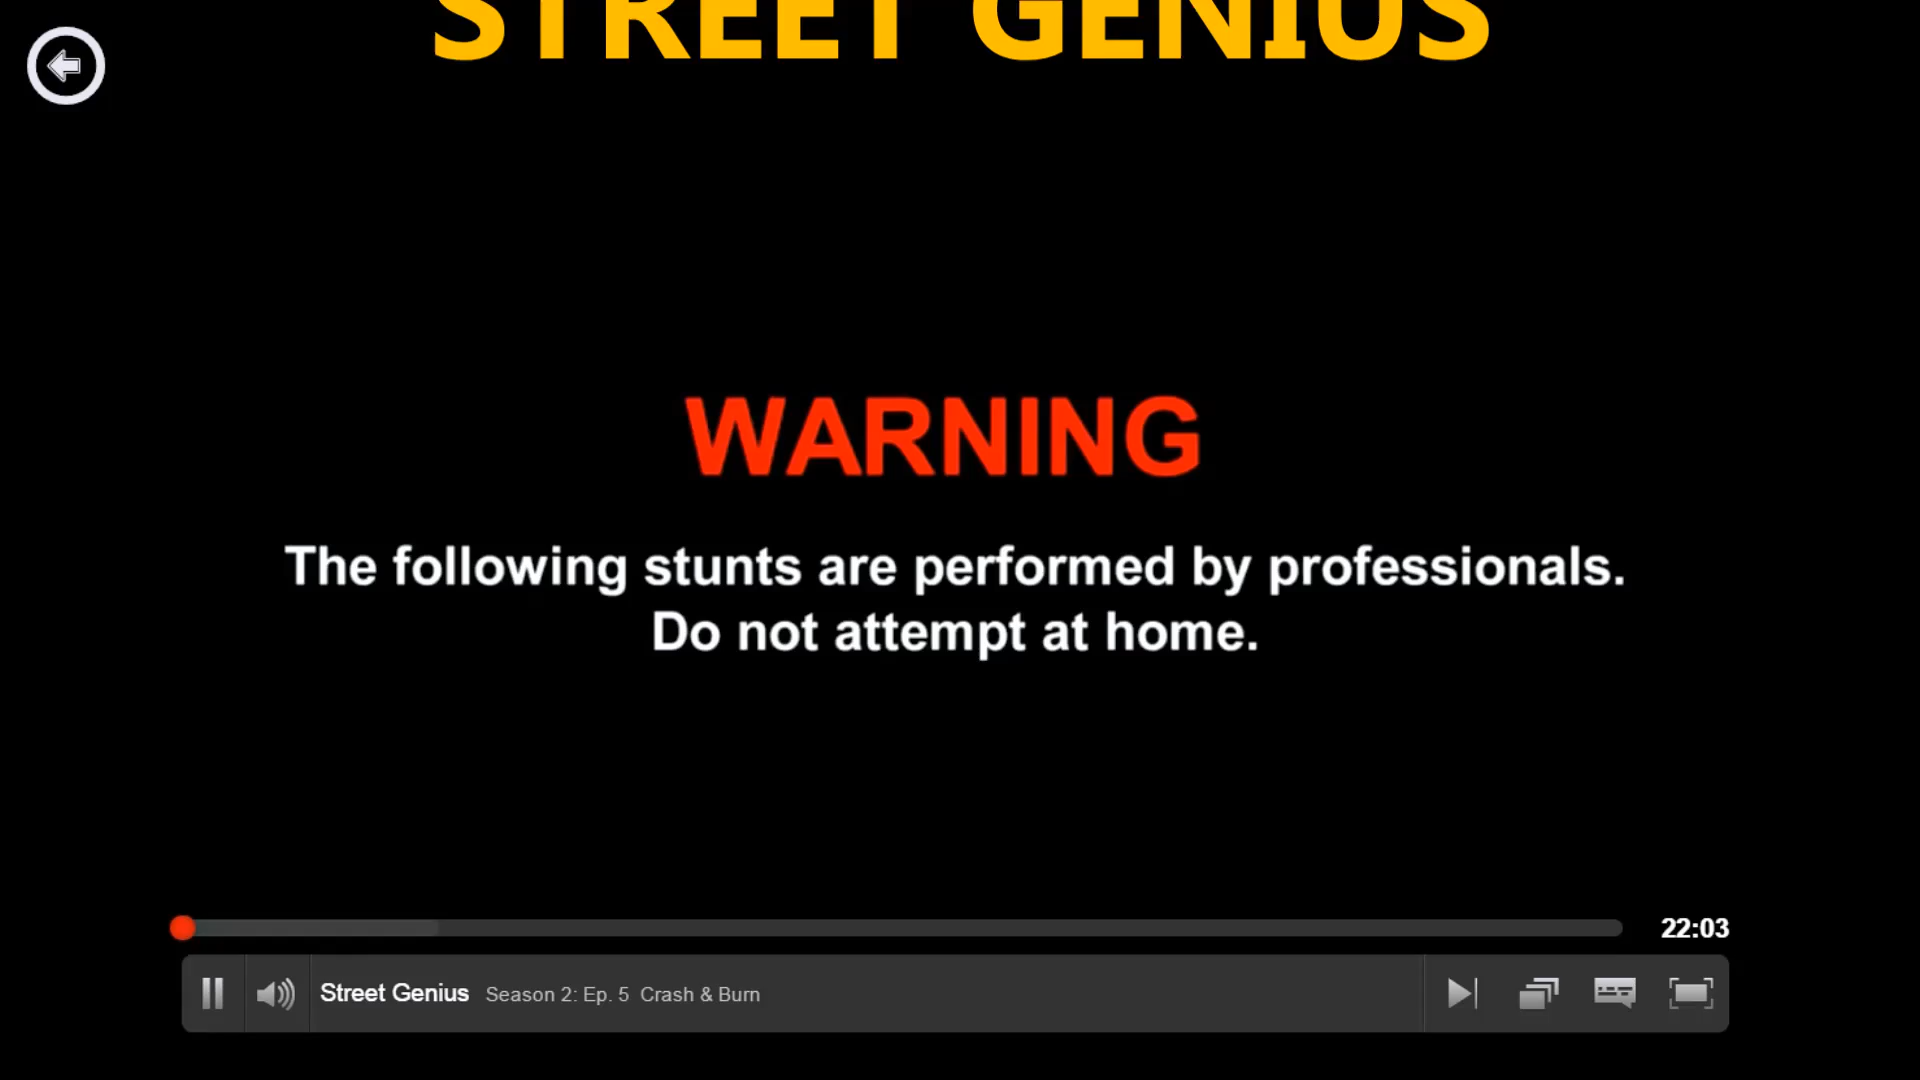 STREET GENIUS
WARNING
The following stunts are performed by professionals.
Do not attempt at home.
22:03
Street Genius Season 2: Ep. 5 Crash & Burn